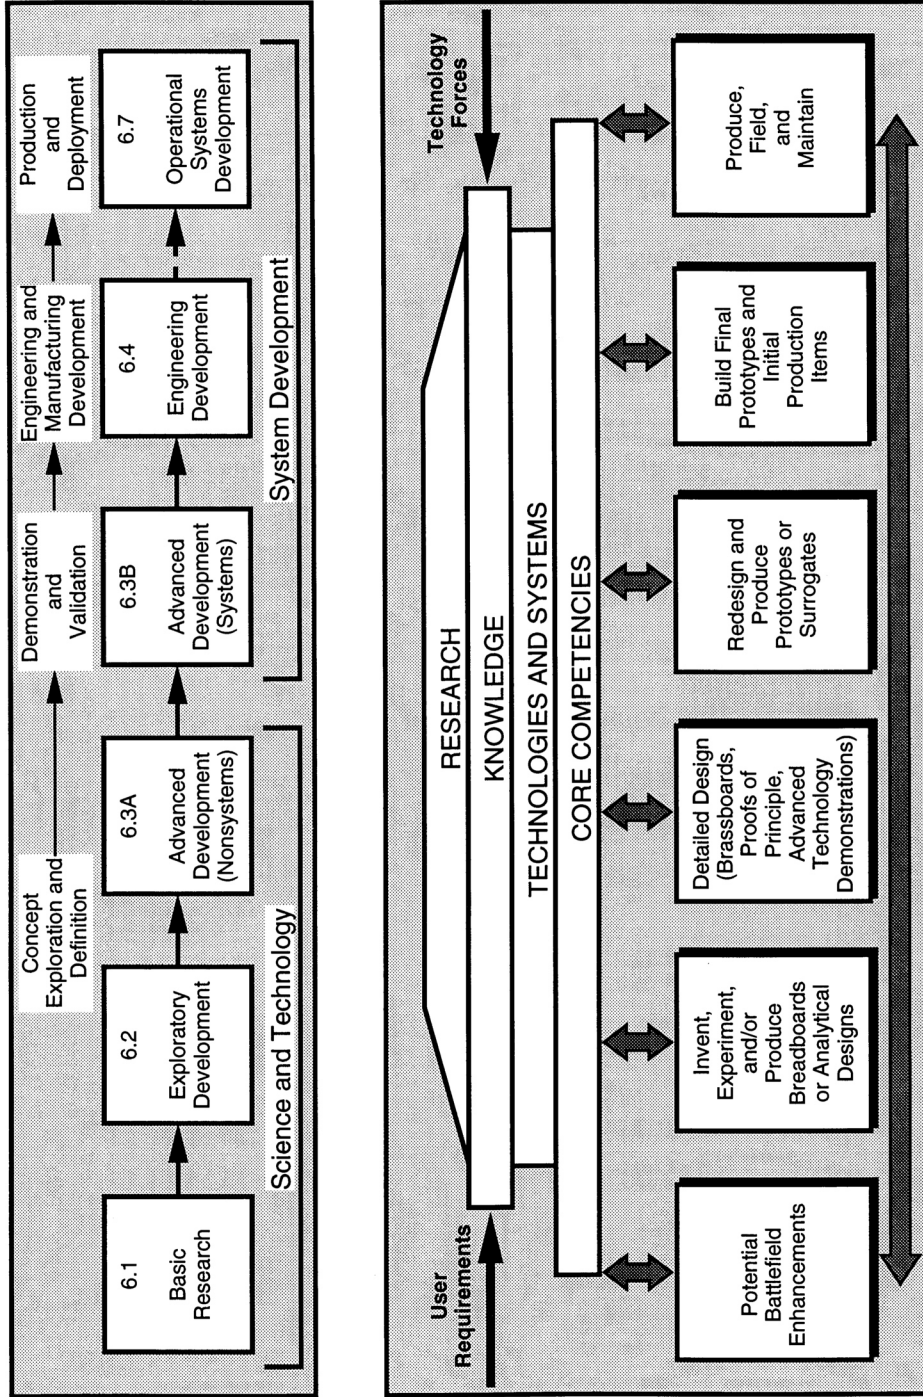 Concept
Exploration and
Definition
Demonstration
and
Validation
Engineering and
Manufacturing
Development
Production
and
Deployment
6.1
Basic
Research
6.2
Exploratory
Development
6.3A
Advanced
Development
(Nonsystems)
6.3B
Advanced
Development
(Systems)
6.4
Engineering
Development
6.7
Operational
Systems
Development
Science and Technology
System Development
User
Requirements
Technology
Forces
RESEARCH
KNOWLEDGE
TECHNOLOGIES AND SYSTEMS
CORE COMPETENCIES
Potential
Battlefield
Enhancements
Invent,
Experiment,
and/or
Produce
Breadboards
or Analytical
Designs
Detailed Design
(Brassboards,
Proofs of
Principle,
Advanced
Technology
Demonstrations)
Redesign and
Produce
Prototypes or
Surrogates
Build Final
Prototypes and
Initial
Production
Items
Produce,
Field,
and
Maintain